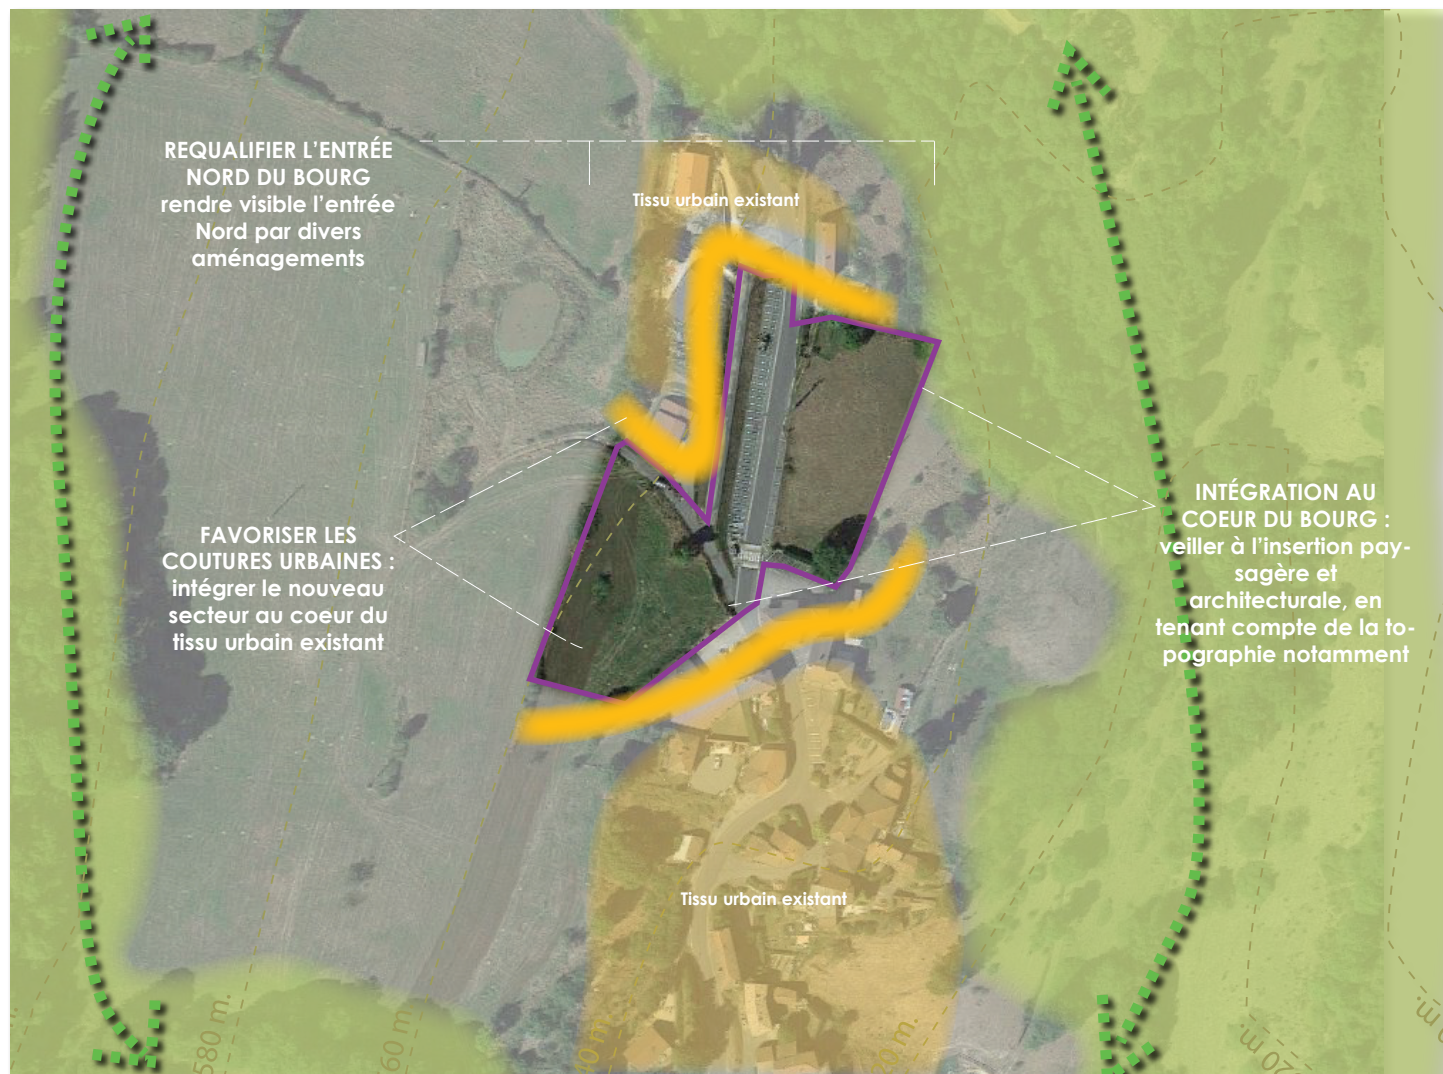 REQUALIFIER L’ENTRÉE
NORD DU BOURG
rendre visible l’entrée
Nord par divers
aménagements
Tissu urbain existant
FAVORISER LES
COUTURES URBAINES :
intégrer le nouveau
secteur au coeur du
tissu urbain existant
INTÉGRATION AU
COEUR DU BOURG :
veiller à l’insertion pay-
sagère et
architecturale, en
tenant compte de la to-
pographie notamment
Tissu urbain existant
580 m.
60 m.